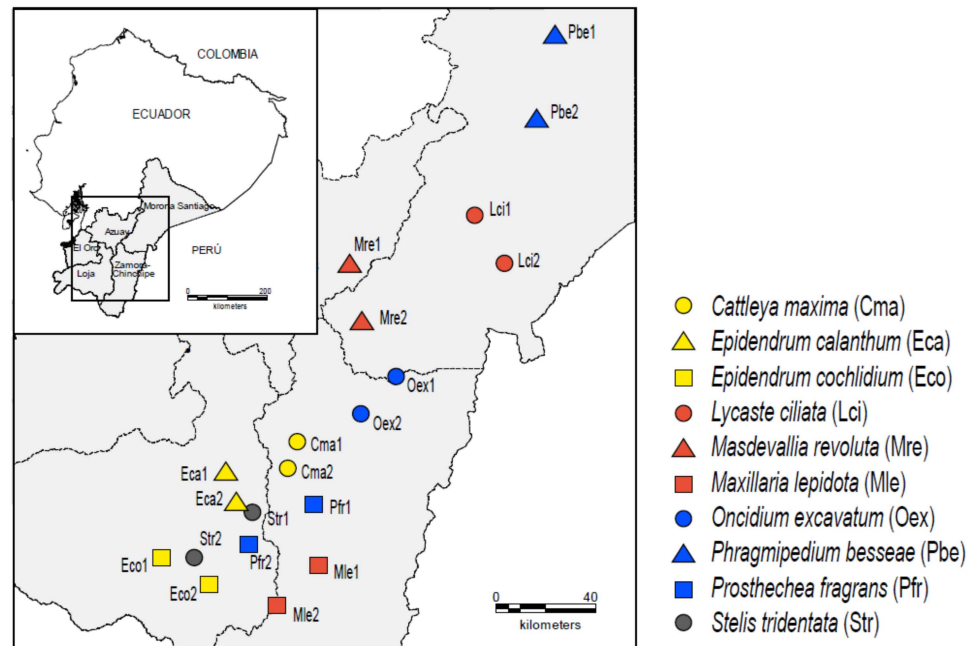 COLOMBIA
ECUADOR
Morona Santiago
Azuay
El Oro
PERÚ
Loja
Zamora-
Chinchipe
0 200
kilometers
Pbe1
Pbe2
Lci1
Mre1
Lci2
Mre2
Oex1
Oex2
Cma1
Cma2
Eca1
Eca2
Pfr1
Str1
Str2
Eco1
Pfr2
Mle1
Eco2
Mle2
0 40
kilometers
Cattleya maxima (Cma)
Epidendrum calanthum (Eca)
Epidendrum cochlidium (Eco)
Lycaste ciliata (Lci)
Masdevallia revoluta (Mre)
Maxillaria lepidota (Mle)
Oncidium excavatum (Oex)
Phragmipedium besseae (Pbe)
Prosthechea fragrans (Pfr)
Stelis tridentata (Str)